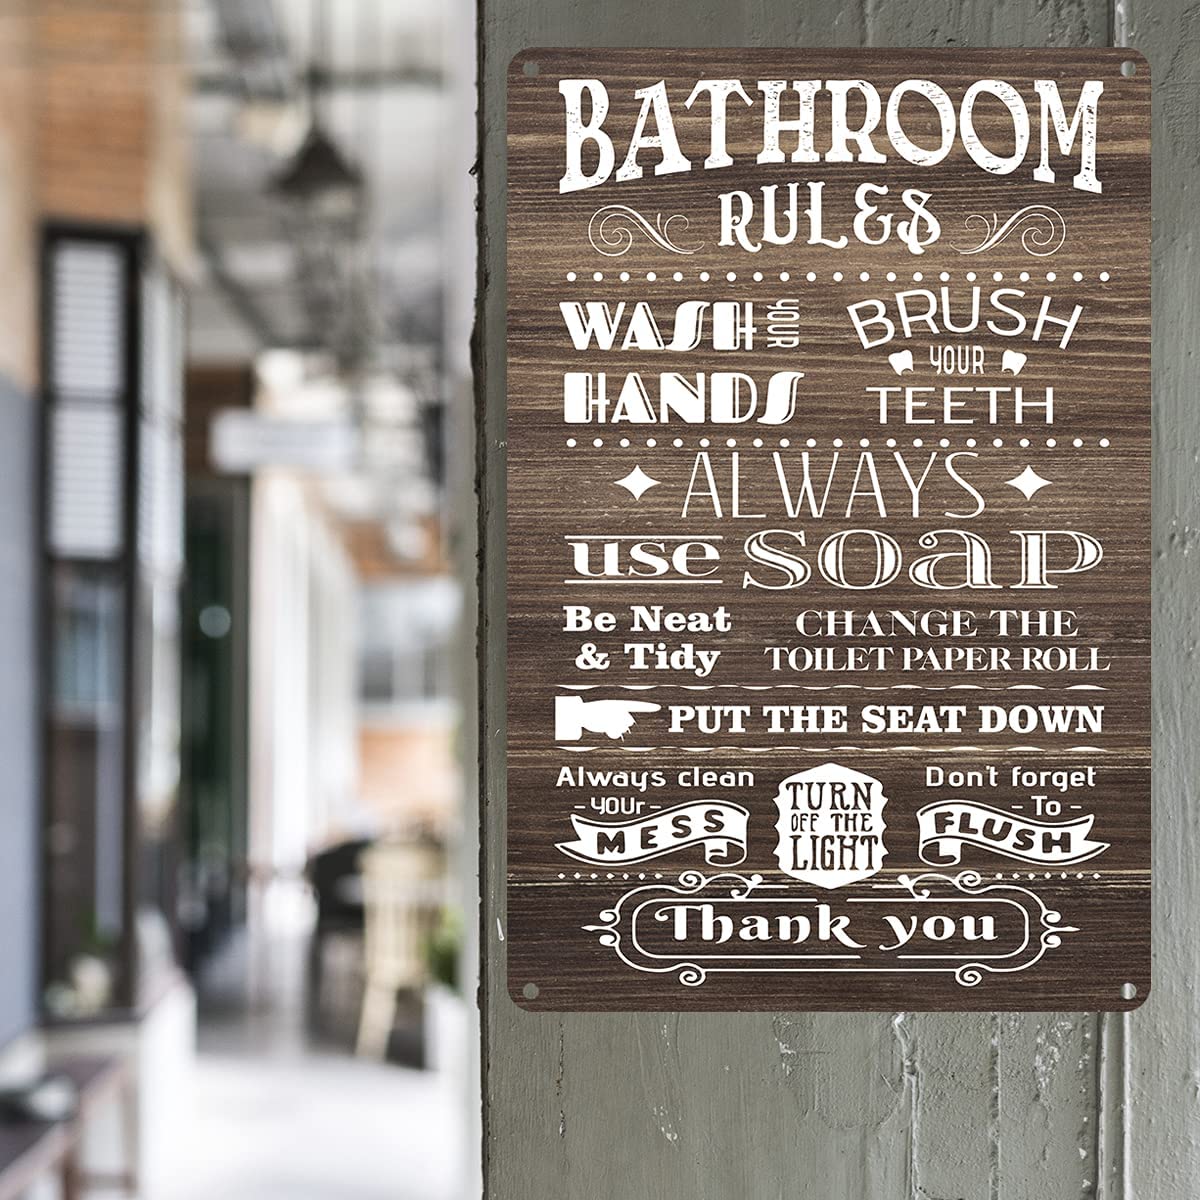 BATHROOM
RULES
WASH YOUR
HANDS
BRUSH
YOUR
TEETH
ALWAYS
use SOAP
Be Neat
& Tidy
CHANGE THE
TOILET PAPER ROLL
PUT THE SEAT DOWN
Always clean
-YOUr-
MESS
TURN
OFF THE
LIGHT
Don't forget
-To-
FLUSH
Thank you